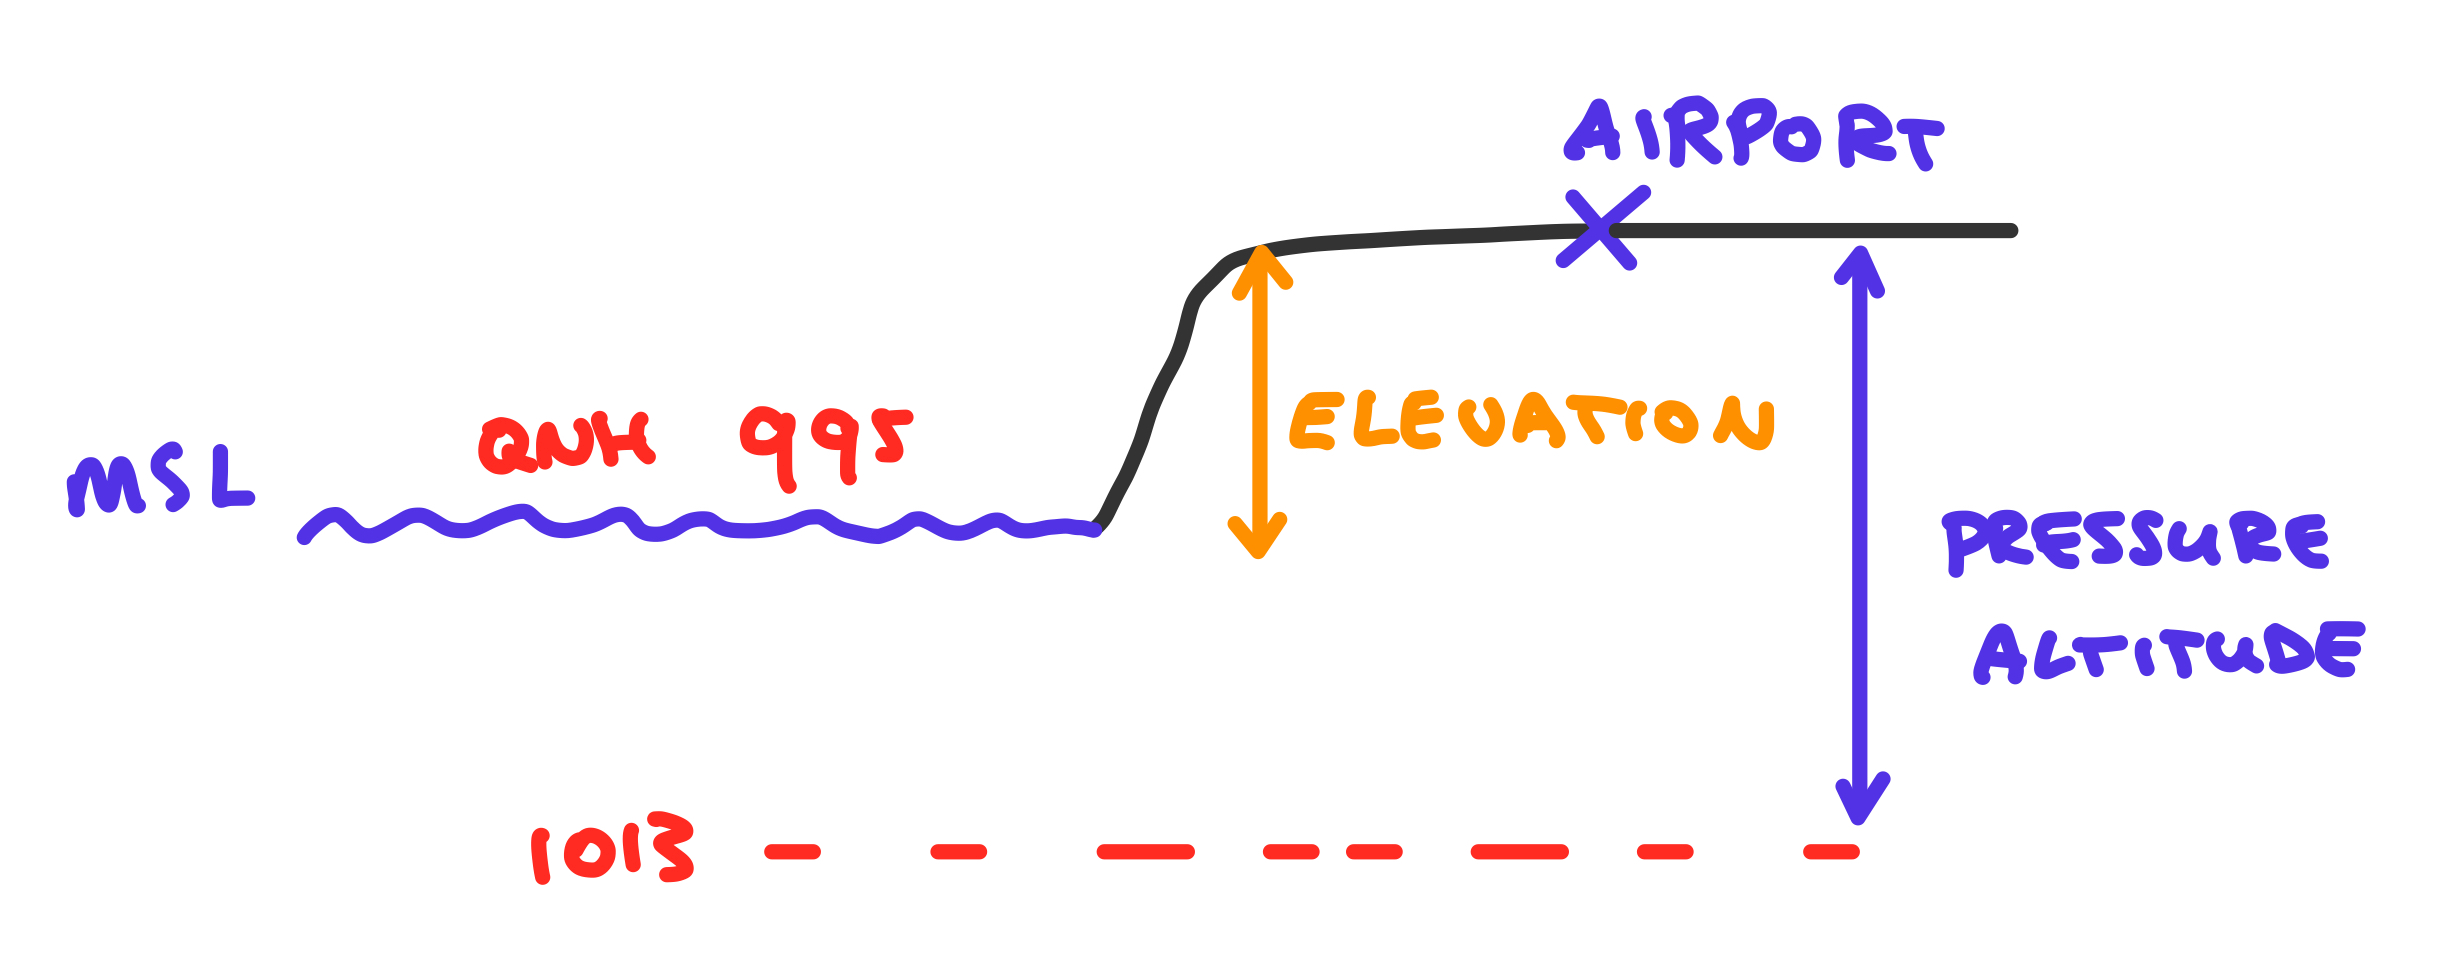 AIRPORT
QNH 995
ELEVATION
MSL
PRESSURE
ALTITUDE
1013